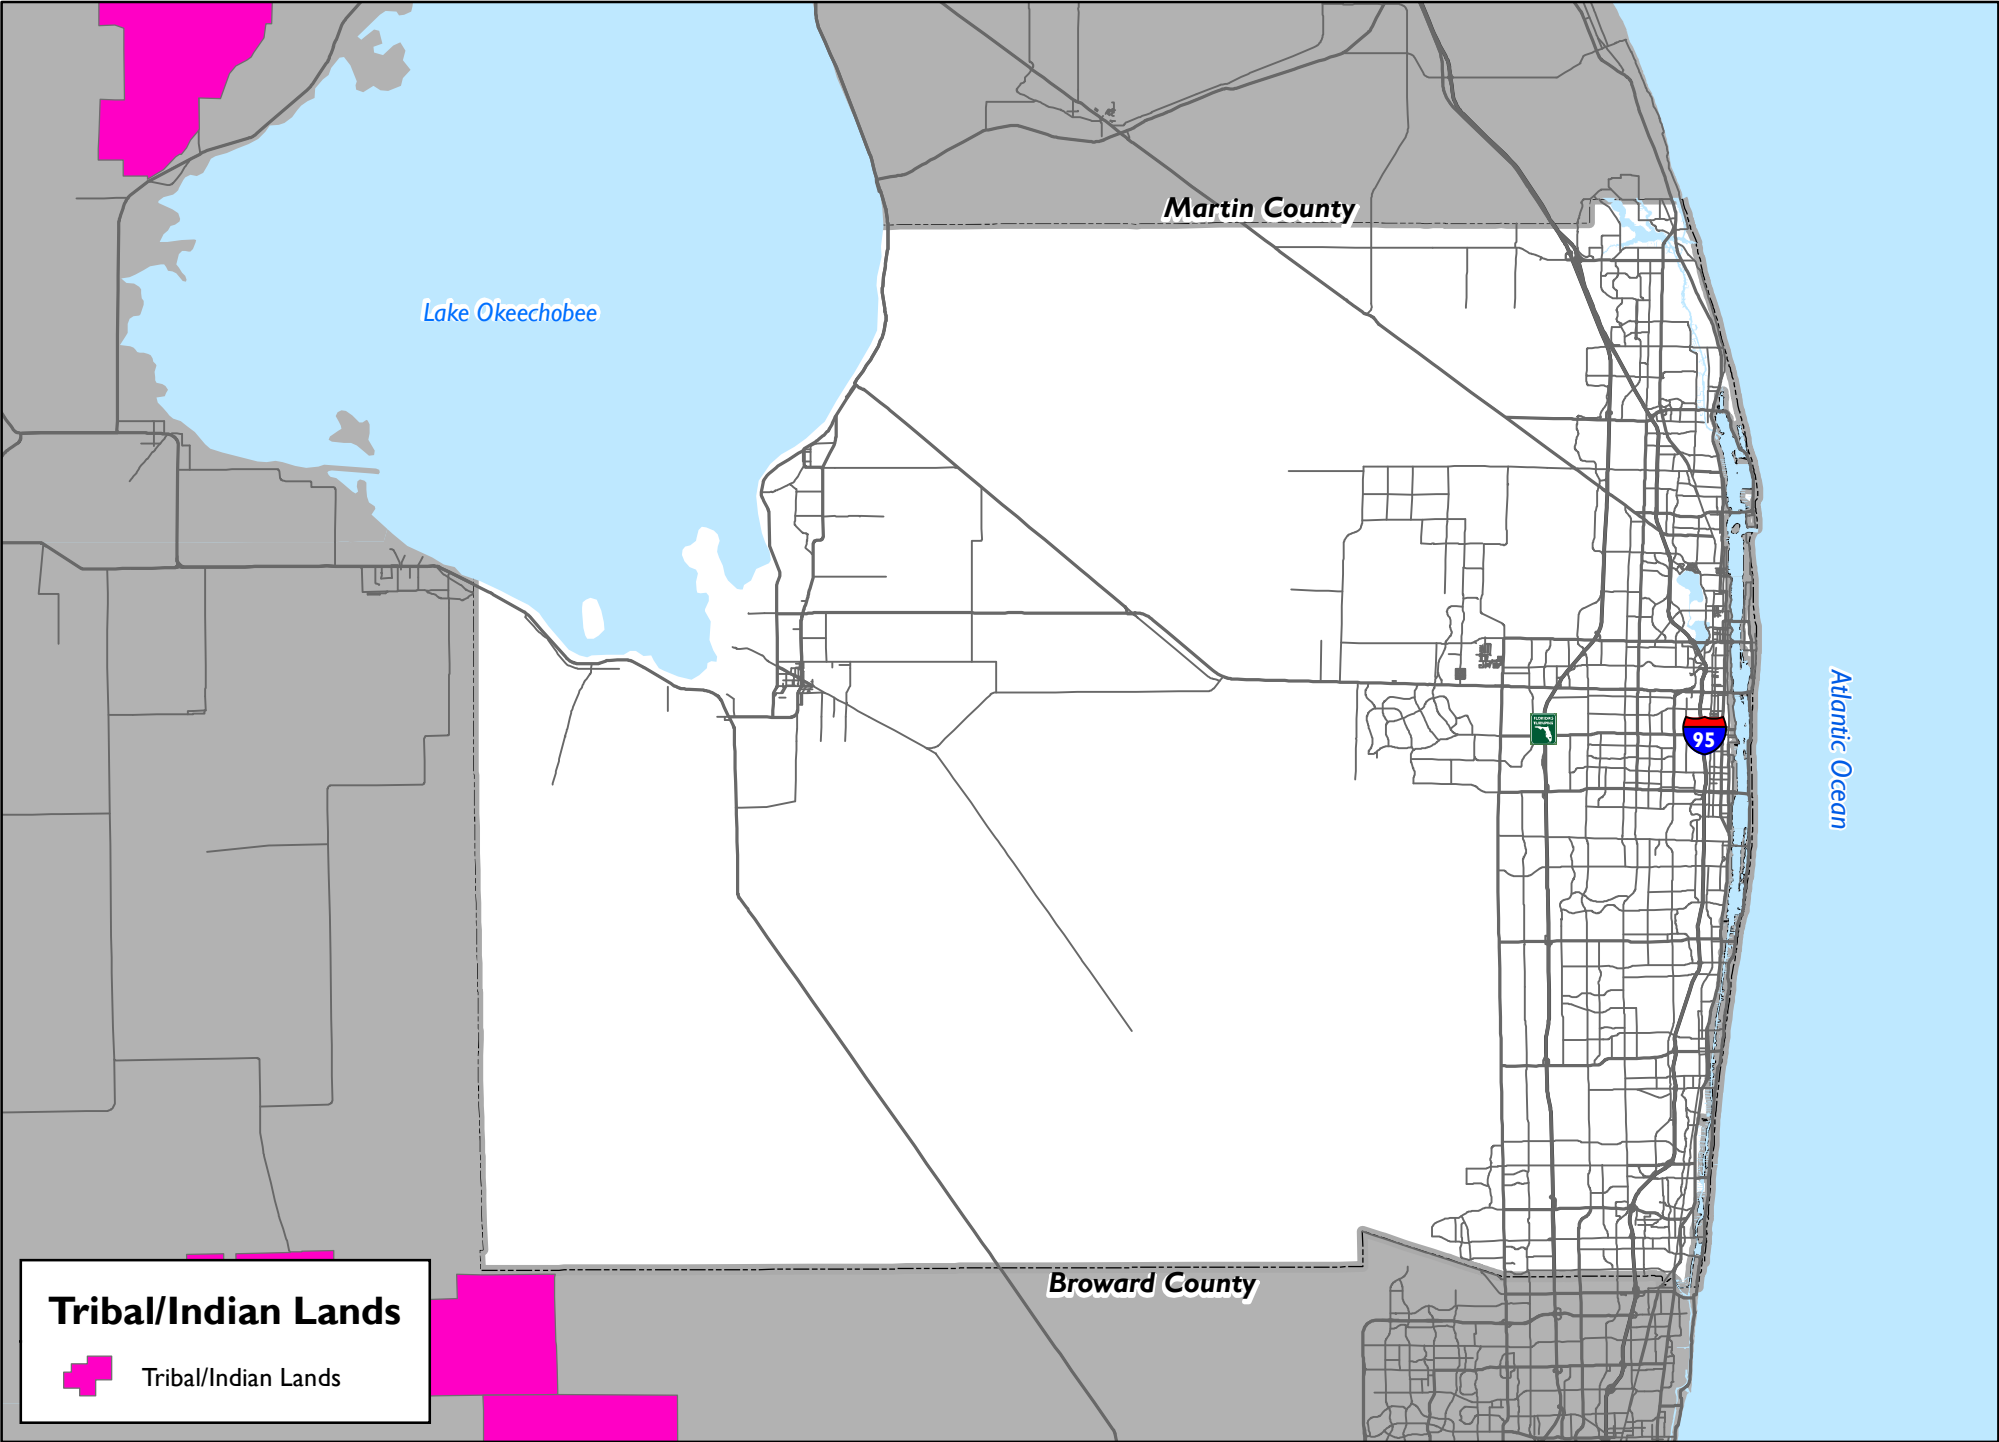 Martin County
Lake Okeechobee
Atlantic Ocean
95
Broward County
Tribal/Indian Lands
Tribal/Indian Lands